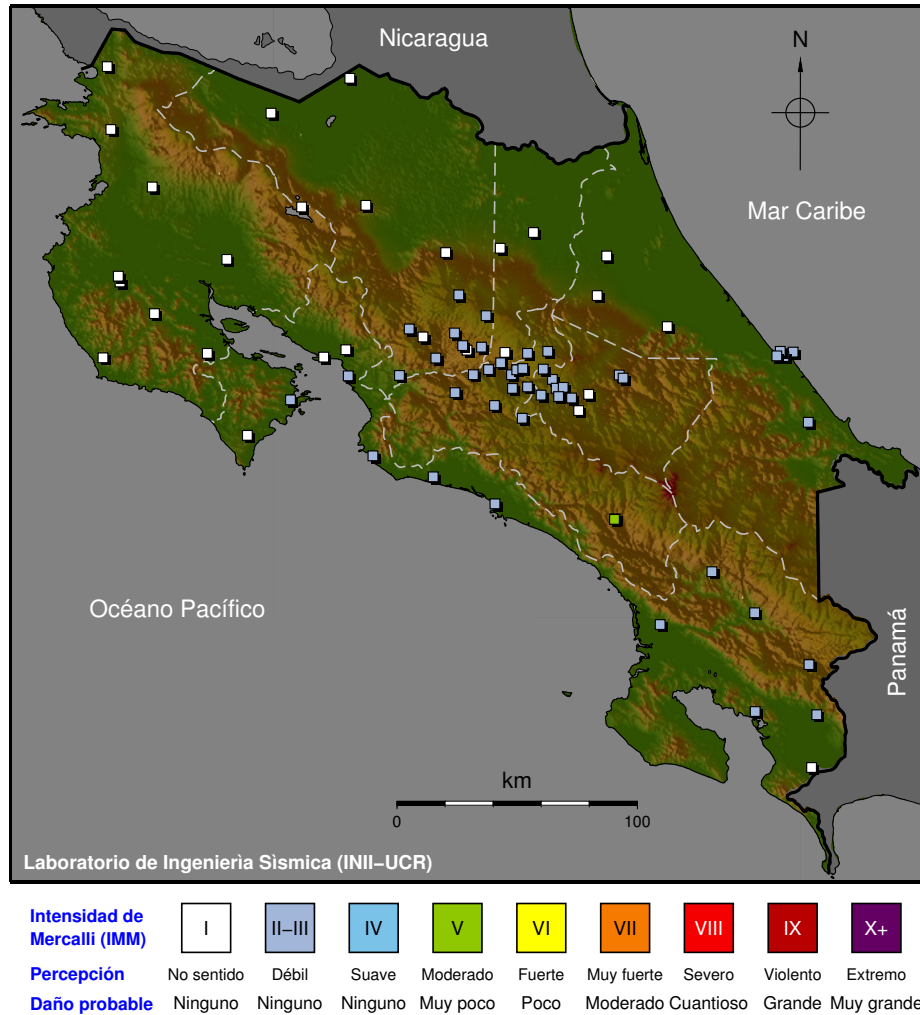 Nicaragua
N
Mar Caribe
Océano Pacífico
Panamá
km
0 100
Laboratorio de Ingenierìa Sìsmica (INII–UCR)
Intensidad de
Mercalli (IMM)
I II–III IV V VI VII VIII IX X+
Percepción No sentido Débil Suave Moderado Fuerte Muy fuerte Severo Violento Extremo
Daño probable Ninguno Ninguno Ninguno Muy poco Poco Moderado Cuantioso Grande Muy grande